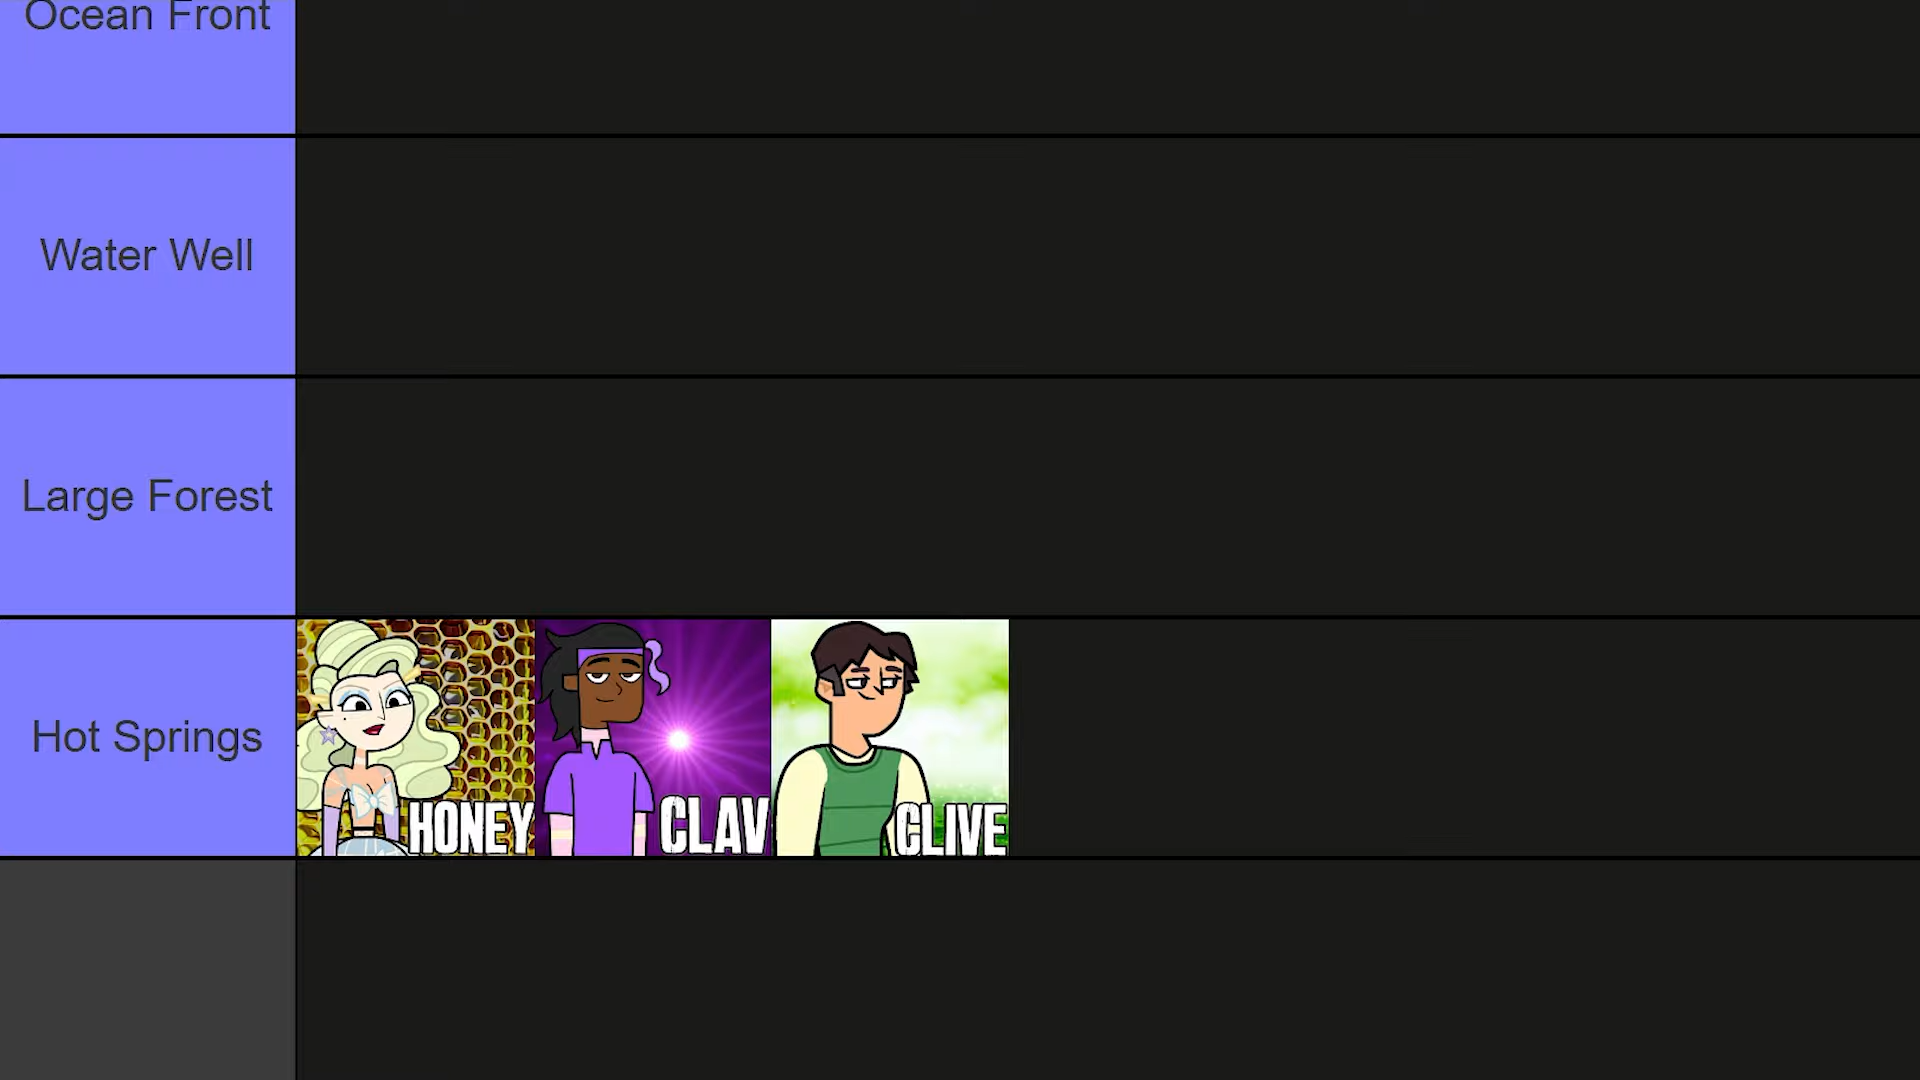 Ocean Front
Water Well
Large Forest
Hot Springs
HONEY
CLAV
CLIVE